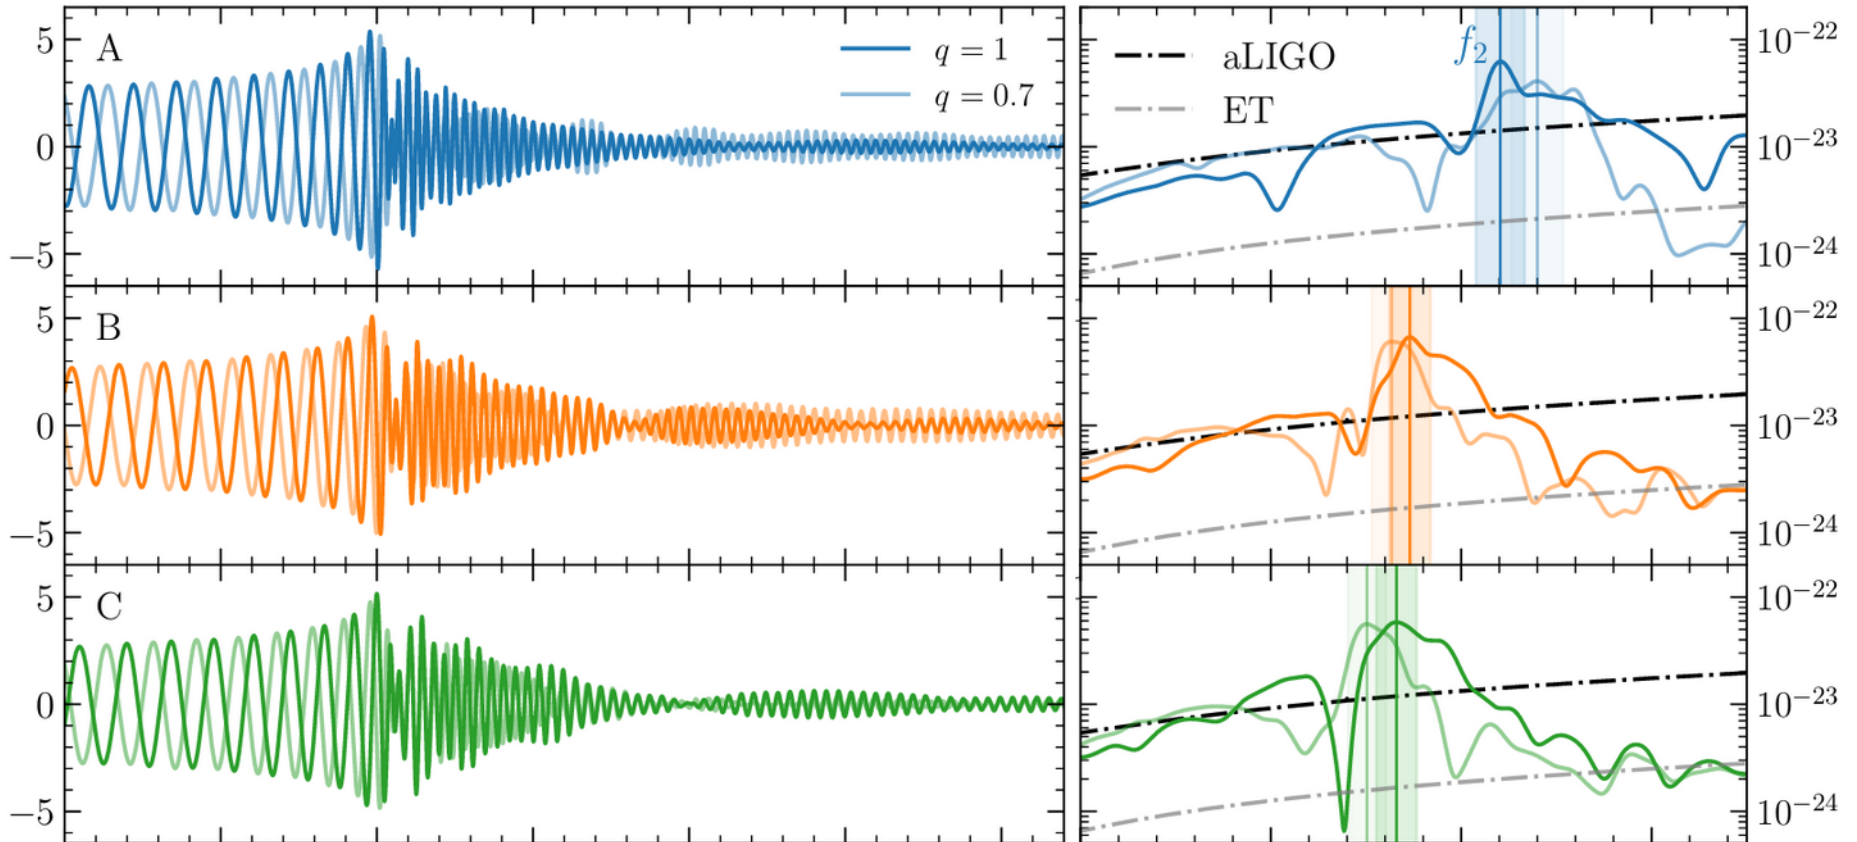 A
q = 1
q = 0.7
5
0
−5
f₂
aLIGO
ET
10⁻²²
10⁻²³
10⁻²⁴
B
5
0
−5
10⁻²²
10⁻²³
10⁻²⁴
C
5
0
−5
10⁻²²
10⁻²³
10⁻²⁴